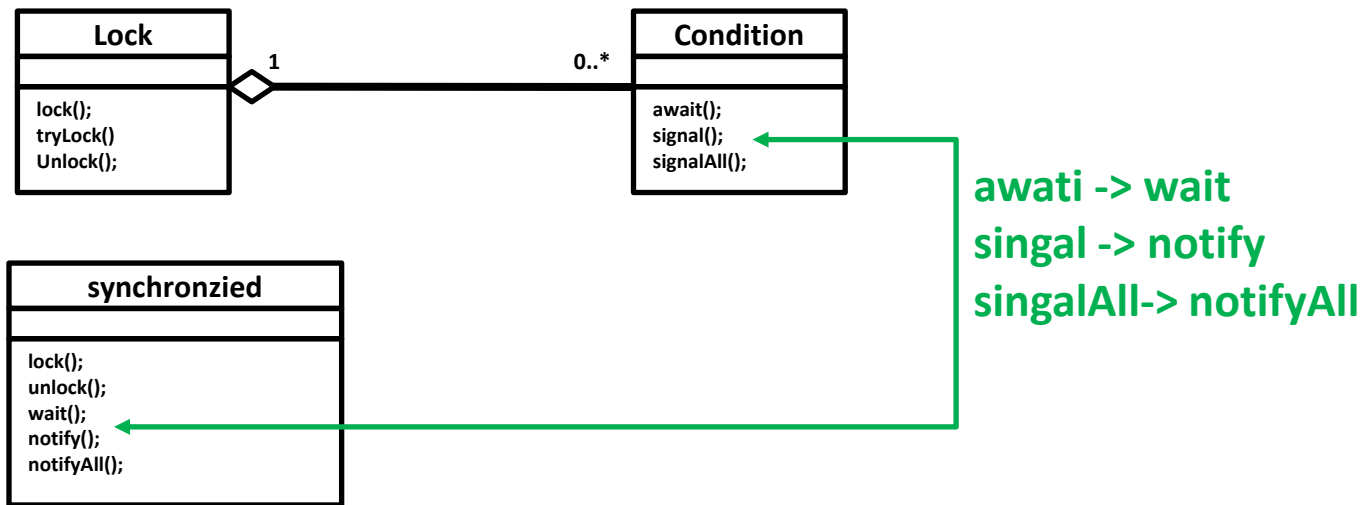 Lock
Condition
1
0..*
lock();
tryLock()
Unlock();
await();
signal();
signalAll();
awati -> wait
singal -> notify
singalAll-> notifyAll
synchronzied
lock();
unlock();
wait();
notify();
notifyAll();